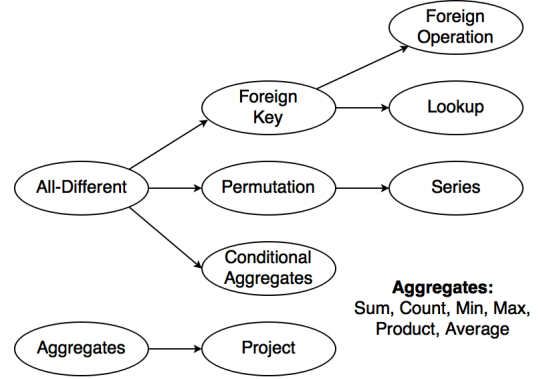 Foreign
Operation
Foreign
Key
Lookup
All-Different
Permutation
Series
Conditional
Aggregates
Aggregates:
Sum, Count, Min, Max,
Product, Average
Aggregates
Project